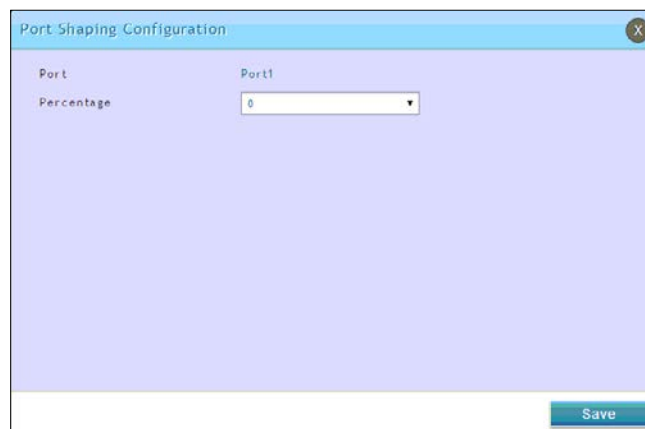 Port Shaping Configuration
X
Port Port1
Percentage 0
Save